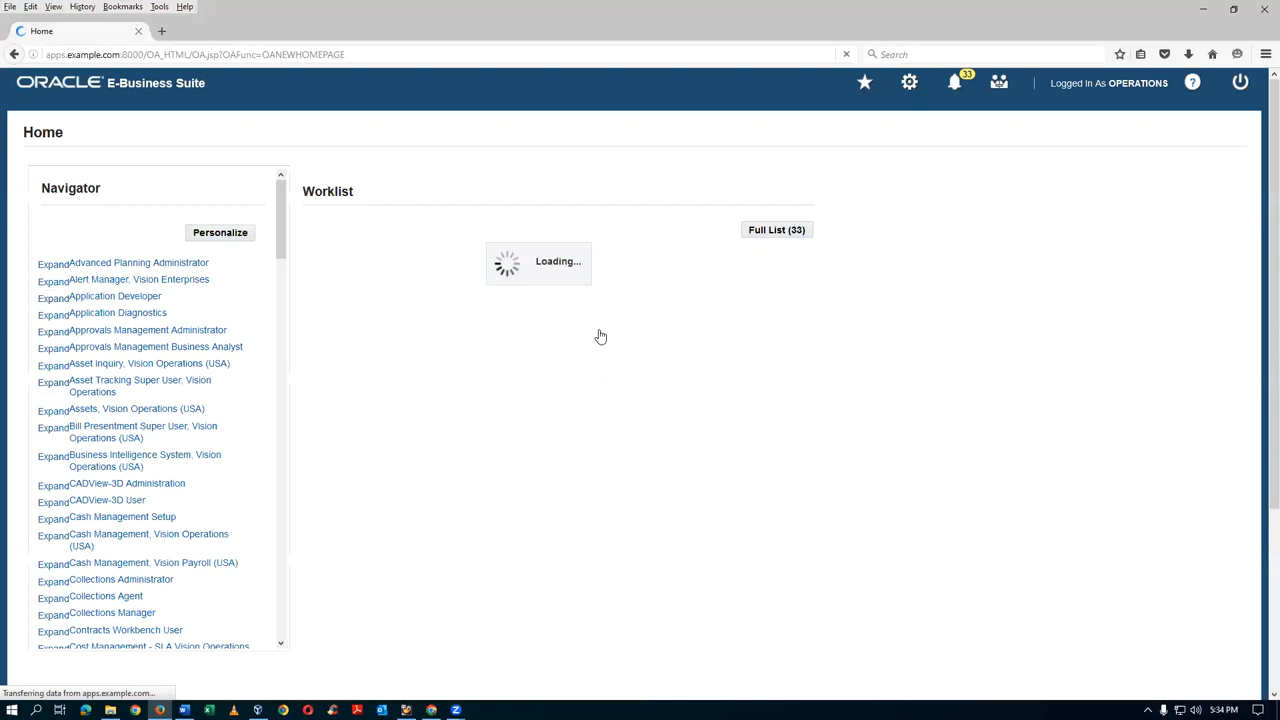 File Edit View History Bookmarks Tools Help
Home
apps.example.com:8000/OA_HTML/OA.jsp?OAFunc=OANEWHOMEPAGE
Search
ORACLE E-Business Suite
33
Logged In As OPERATIONS
Home
Navigator
Personalize
Expand Advanced Planning Administrator
Expand Alert Manager, Vision Enterprises
Expand Application Developer
Expand Application Diagnostics
Expand Approvals Management Administrator
Expand Approvals Management Business Analyst
Expand Asset Inquiry, Vision Operations (USA)
Expand Asset Tracking Super User, Vision
Operations
Expand Assets, Vision Operations (USA)
Expand Bill Presentment Super User, Vision
Operations (USA)
Expand Business Intelligence System, Vision
Operations (USA)
Expand CADView-3D Administration
Expand CADView-3D User
Expand Cash Management Setup
Expand Cash Management, Vision Operations
(USA)
Expand Cash Management, Vision Payroll (USA)
Expand Collections Administrator
Expand Collections Agent
Expand Collections Manager
Expand Contracts Workbench User
Expand Cost Management - SLA Vision Operations
Worklist
Full List (33)
Loading...
Transferring data from apps.example.com...
5:34 PM